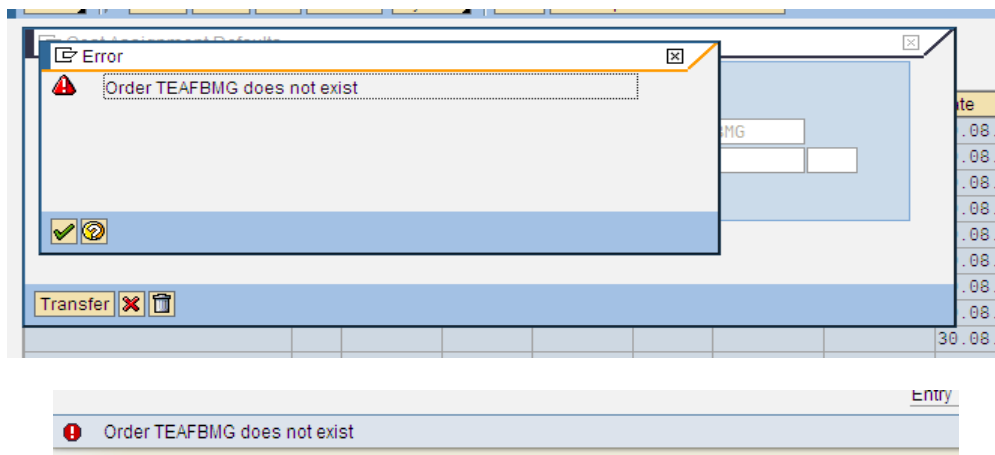 Error
Order TEAFBMG does not exist
MG
.08.
.08.
.08.
.08.
.08.
.08.
.08.
Transfer
.08.
30.08.
Entry
Order TEAFBMG does not exist